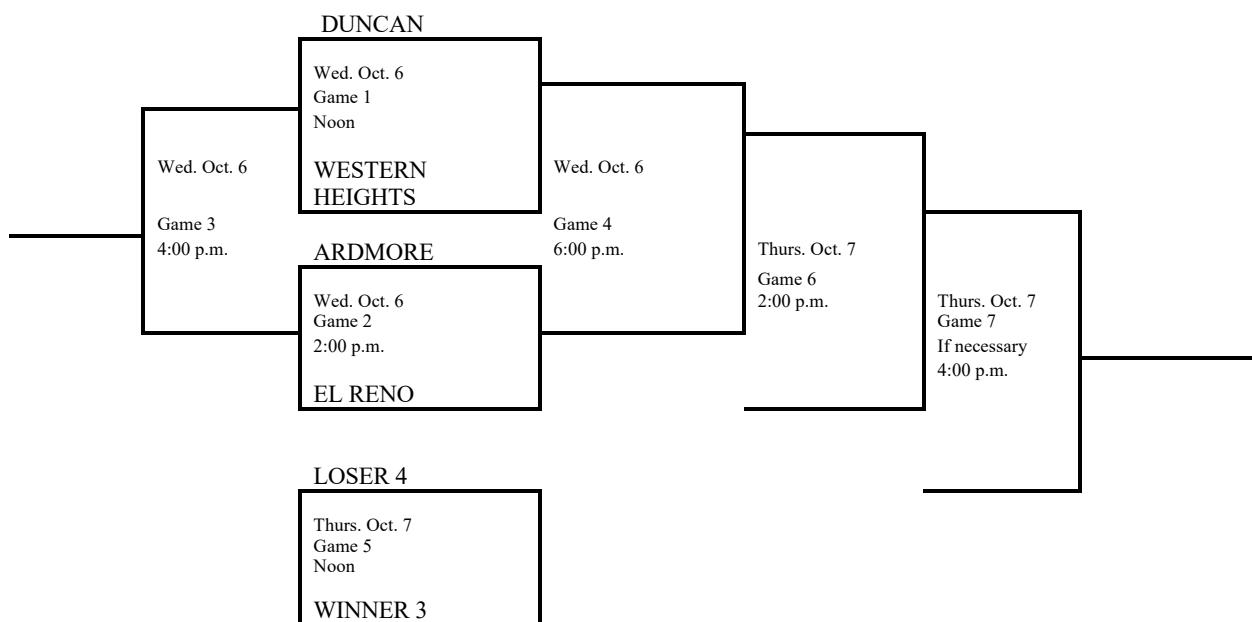 DUNCAN
Wed. Oct. 6
Game 1
Noon
WESTERN
HEIGHTS
Wed. Oct. 6
Game 3
4:00 p.m.
Wed. Oct. 6
Game 4
6:00 p.m.
ARDMORE
Wed. Oct. 6
Game 2
2:00 p.m.
EL RENO
Thurs. Oct. 7
Game 6
2:00 p.m.
Thurs. Oct. 7
Game 7
If necessary
4:00 p.m.
LOSER 4
Thurs. Oct. 7
Game 5
Noon
WINNER 3